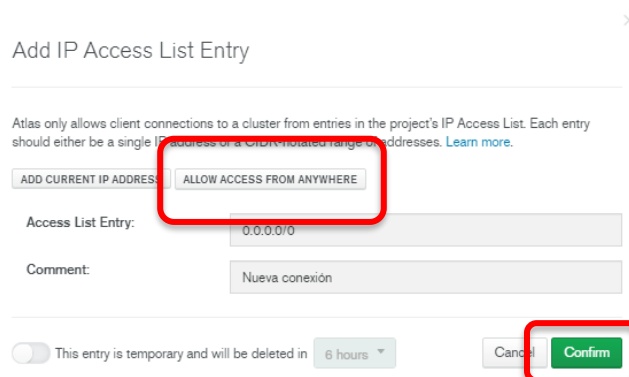 Add IP Access List Entry
Atlas only allows client connections to a cluster from entries in the project's IP Access List. Each entry
should either be a single IP address or a CIDR-notated range of addresses. Learn more.
ADD CURRENT IP ADDRESS ALLOW ACCESS FROM ANYWHERE
Access List Entry: 0.0.0.0/0
Comment: Nueva conexión
This entry is temporary and will be deleted in 6 hours Cancel Confirm